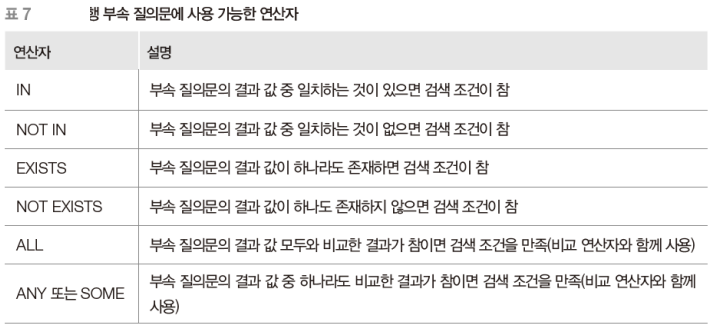 표 7 행 부속 질의문에 사용 가능한 연산자
연산자 설명
IN 부속 질의문의 결과 값 중 일치하는 것이 있으면 검색 조건이 참
NOT IN 부속 질의문의 결과 값 중 일치하는 것이 없으면 검색 조건이 참
EXISTS 부속 질의문의 결과 값이 하나라도 존재하면 검색 조건이 참
NOT EXISTS 부속 질의문의 결과 값이 하나도 존재하지 않으면 검색 조건이 참
ALL 부속 질의문의 결과 값 모두와 비교한 결과가 참이면 검색 조건을 만족(비교 연산자와 함께 사용)
ANY 또는 SOME 부속 질의문의 결과 값 중 하나라도 비교한 결과가 참이면 검색 조건을 만족(비교 연산자와 함께
사용)